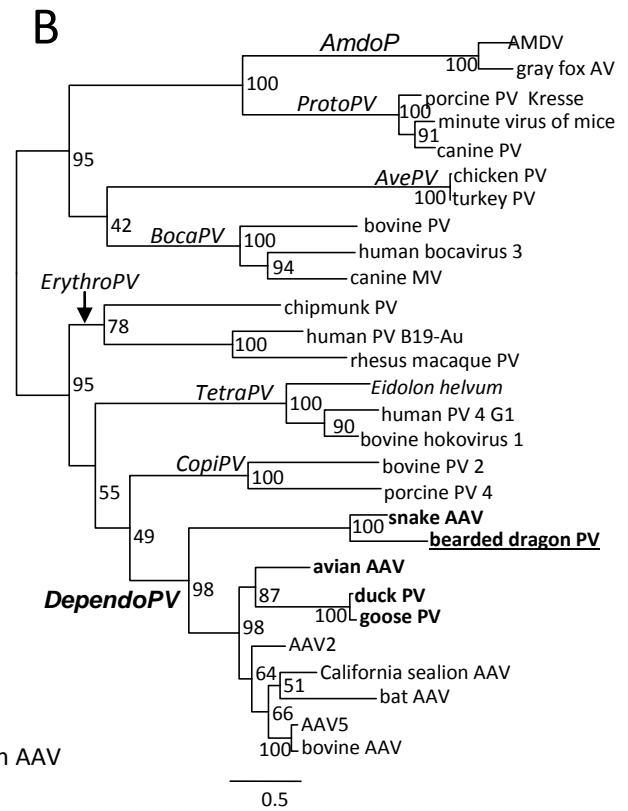 B
AmdoP
AMDV
100
gray fox AV
100
porcine PV Kresse
ProtoPV
100
minute virus of mice
91
canine PV
95
chicken PV
AvePV
100
turkey PV
42
bovine PV
BocaPV
100
human bocavirus 3
94
canine MV
ErythroPV
chipmunk PV
78
human PV B19-Au
100
rhesus macaque PV
95
Eidolon helvum
TetraPV
100
human PV 4 G1
90
bovine hokovirus 1
bovine PV 2
CopiPV
100
porcine PV 4
55
snake AAV
100
49
bearded dragon PV
avian AAV
98
87
duck PV
DependoPV
100
goose PV
98
AAV2
64
California sealion AAV
51
bat AAV
66
AAV5
100
bovine AAV
n AAV
0.5